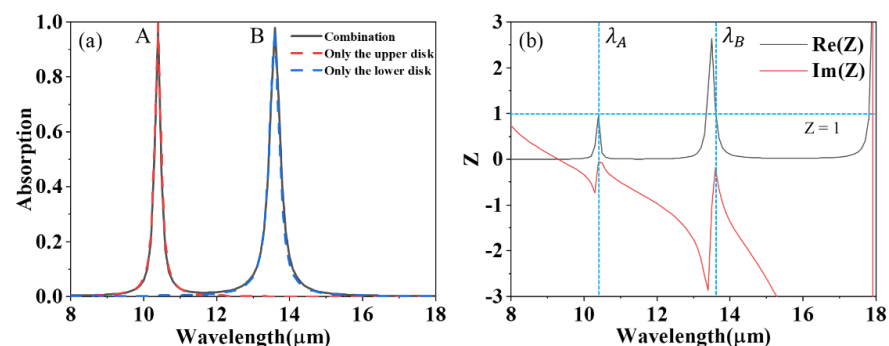 (a)
A
B
Combination
Only the upper disk
Only the lower disk
Absorption
1.0
0.8
0.6
0.4
0.2
0.0
8
10
12
14
16
18
Wavelength(μm)
(b)
λA
λB
Re(Z)
Im(Z)
Z = 1
Z
3
2
1
0
-1
-2
-3
8
10
12
14
16
18
Wavelength(μm)